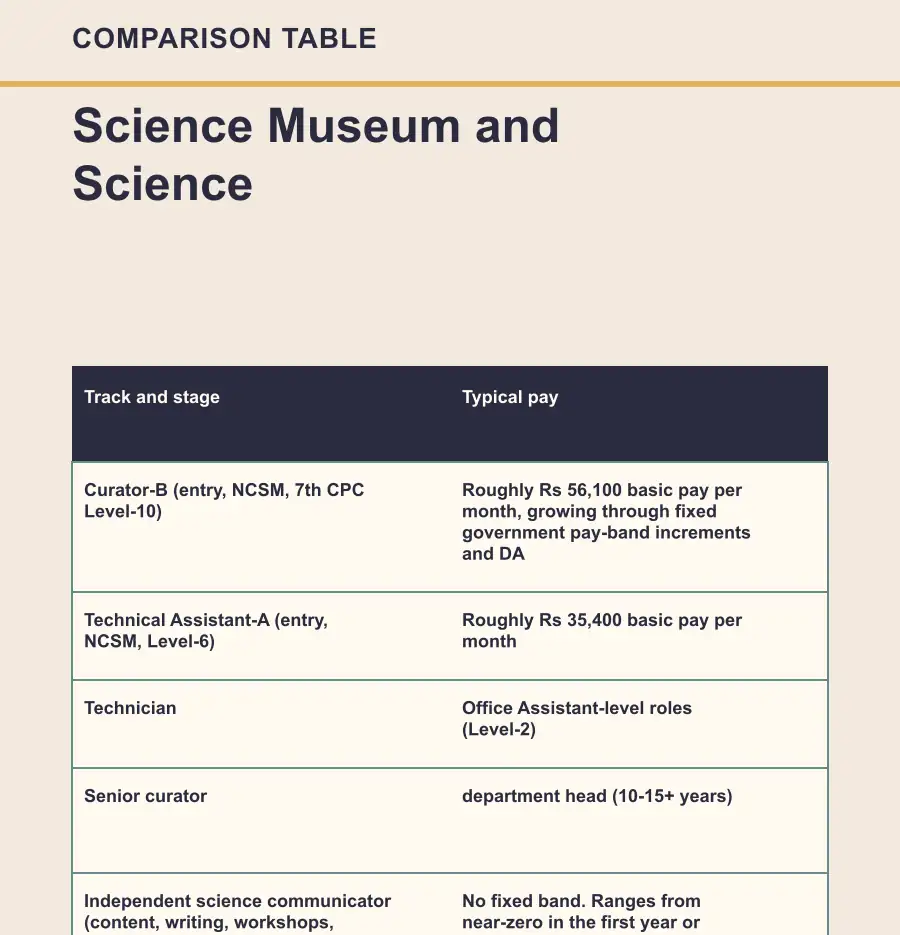 COMPARISON TABLE
Science Museum and
Science
Track and stage
Typical pay
Curator-B (entry, NCSM, 7th CPC
Level-10)
Roughly Rs 56,100 basic pay per
month, growing through fixed
government pay-band increments
and DA
Technical Assistant-A (entry,
NCSM, Level-6)
Roughly Rs 35,400 basic pay per
month
Technician
Office Assistant-level roles
(Level-2)
Senior curator
department head (10-15+ years)
Independent science communicator
(content, writing, workshops,
No fixed band. Ranges from
near-zero in the first year or